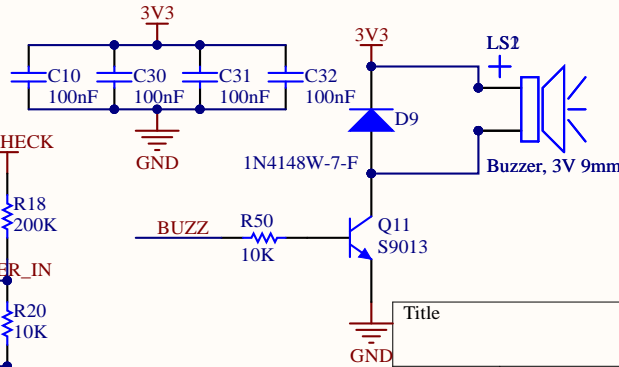 3V3
C10
100nF
C30
100nF
C31
100nF
C32
100nF
GND
3V3
D9
1N4148W-7-F
Buzzer, 3V 9mm
HECK
R18
200K
ER_IN
R20
10K
BUZZ
R50
10K
Q11
S9013
GND
Title